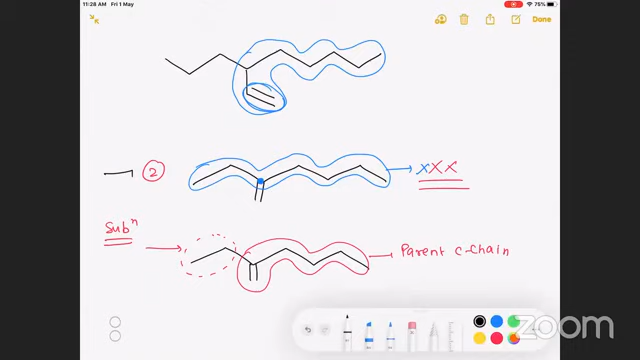 11:28 AM Fri 1 May
75%
Done
2
XXX
Subⁿ
Parent C-Chain
zoom